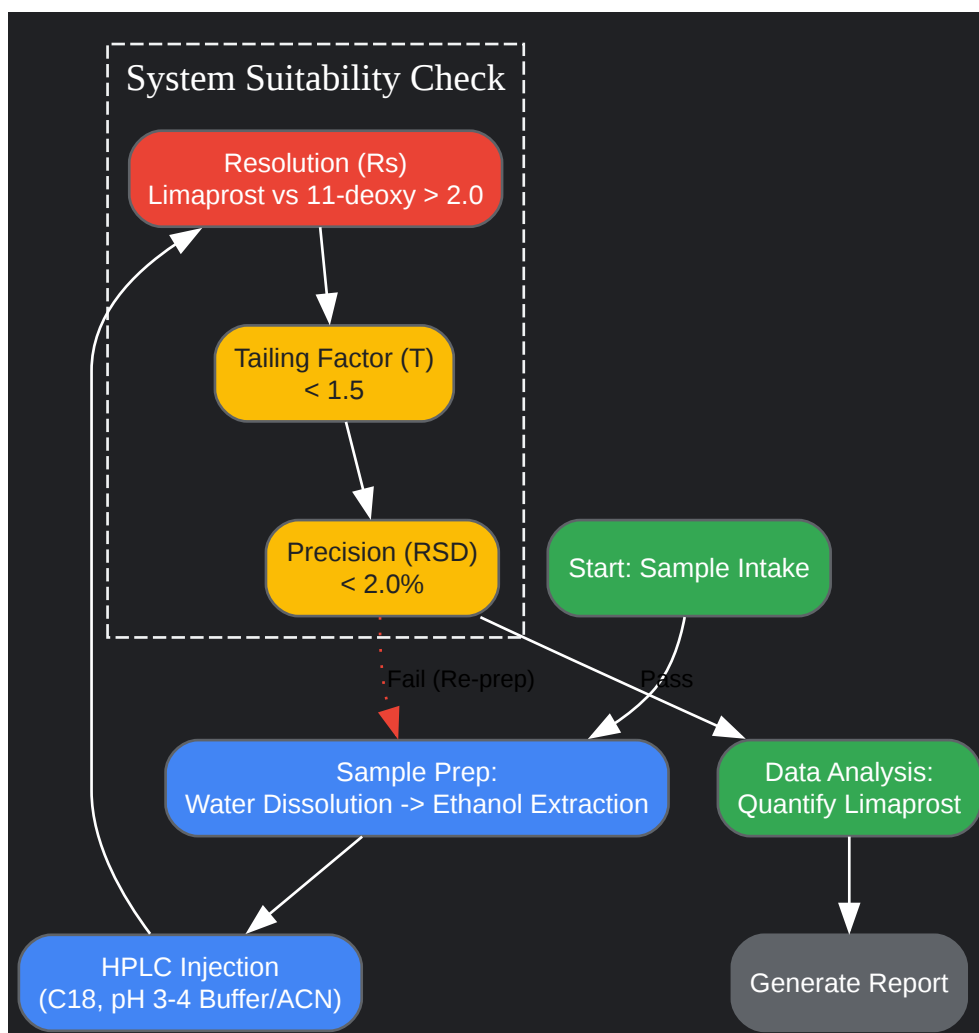 System Suitability Check
Resolution (Rs)
Limaprost vs 11-deoxy > 2.0
Tailing Factor (T)
< 1.5
Precision (RSD)
< 2.0%
Start: Sample Intake
Fail (Re-prep)
Pass
Sample Prep:
Water Dissolution -> Ethanol Extraction
Data Analysis:
Quantify Limaprost
HPLC Injection
(C18, pH 3-4 Buffer/ACN)
Generate Report